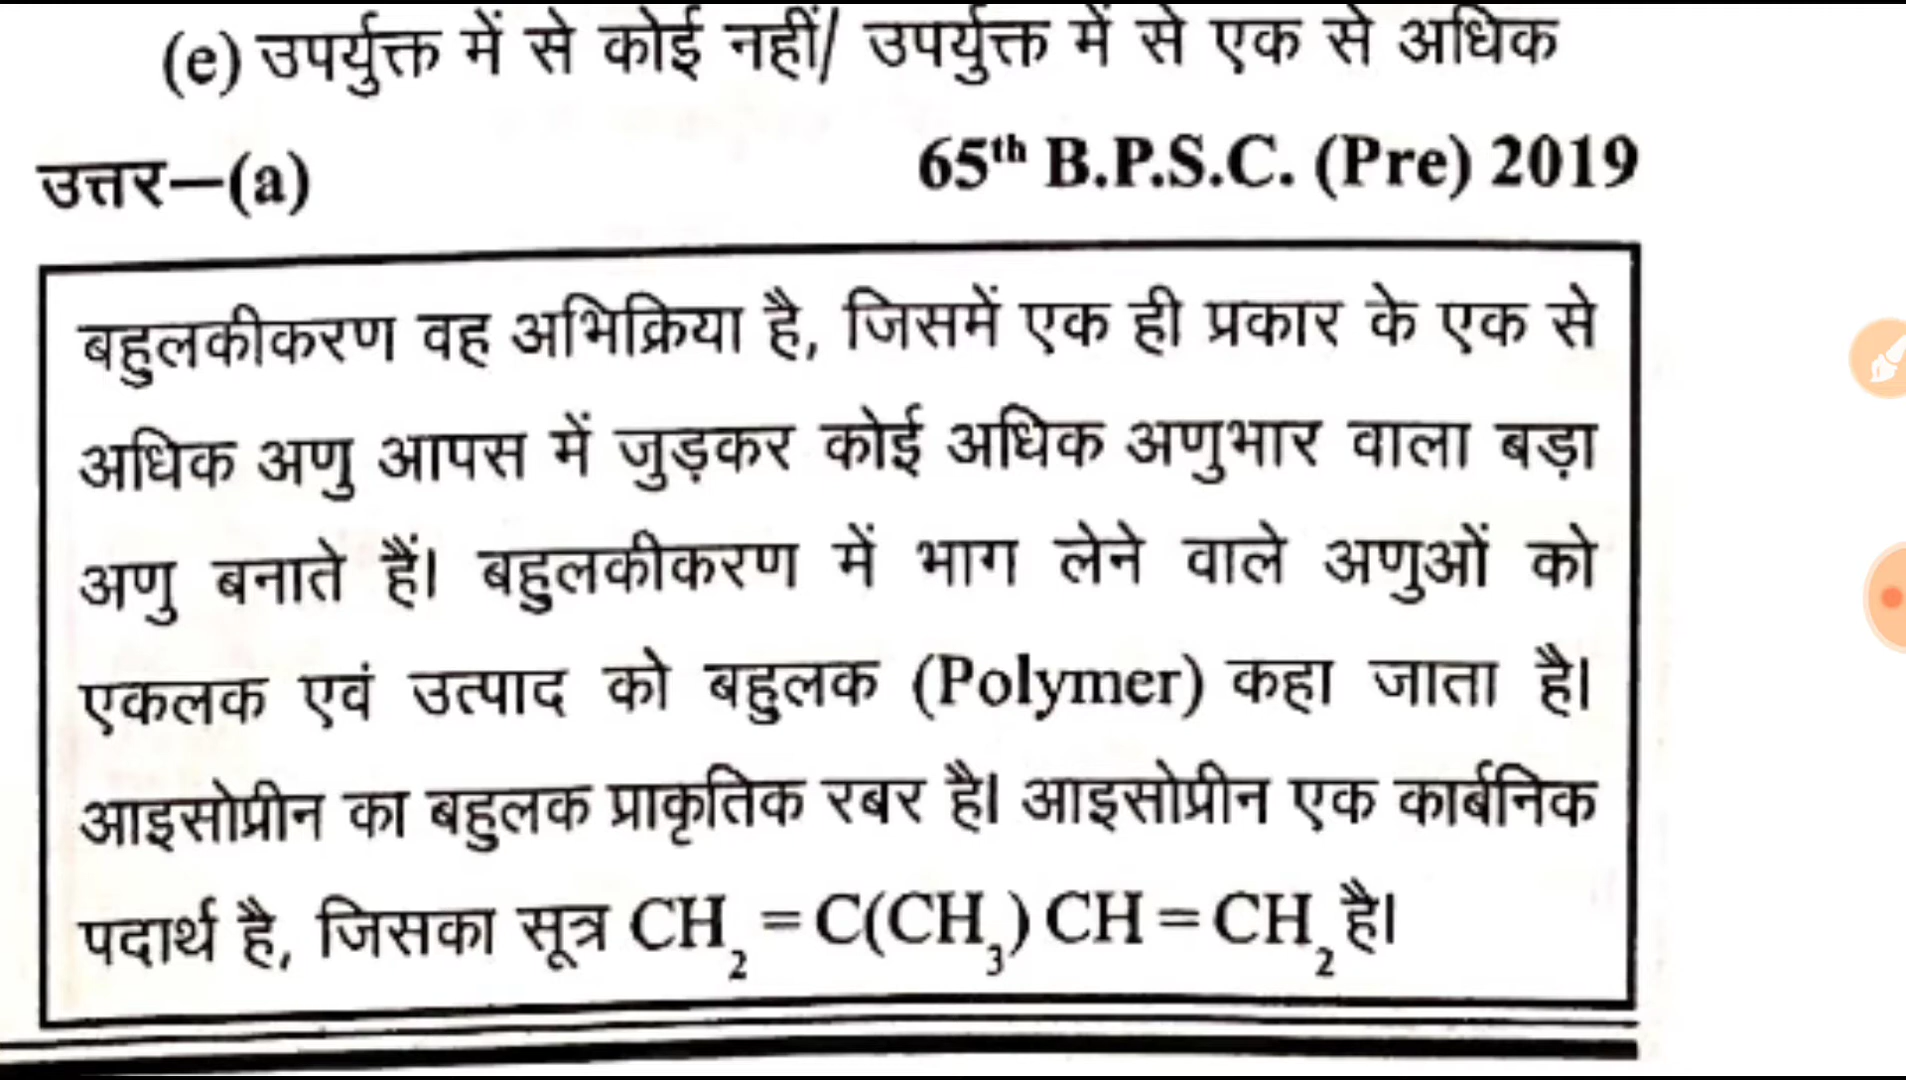 (e) उपर्युक्त में से कोई नहीं/ उपर्युक्त में से एक से अधिक
उत्तर—(a) 65th B.P.S.C. (Pre) 2019
बहुलकीकरण वह अभिक्रिया है, जिसमें एक ही प्रकार के एक से
अधिक अणु आपस में जुड़कर कोई अधिक अणुभार वाला बड़ा
अणु बनाते हैं। बहुलकीकरण में भाग लेने वाले अणुओं को
एकलक एवं उत्पाद को बहुलक (Polymer) कहा जाता है।
आइसोप्रीन का बहुलक प्राकृतिक रबर है। आइसोप्रीन एक कार्बनिक
पदार्थ है, जिसका सूत्र CH₂ = C(CH₃) CH = CH₂ है।